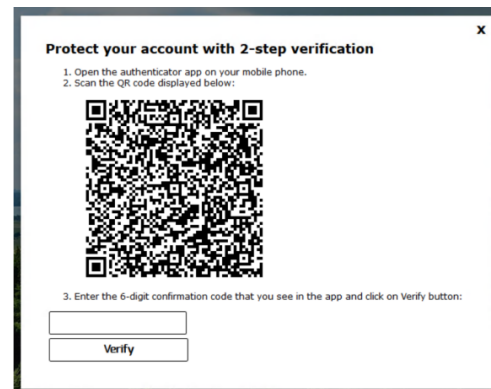 x
Protect your account with 2-step verification
1. Open the authenticator app on your mobile phone.
2. Scan the QR code displayed below:
3. Enter the 6-digit confirmation code that you see in the app and click on Verify button:
Verify